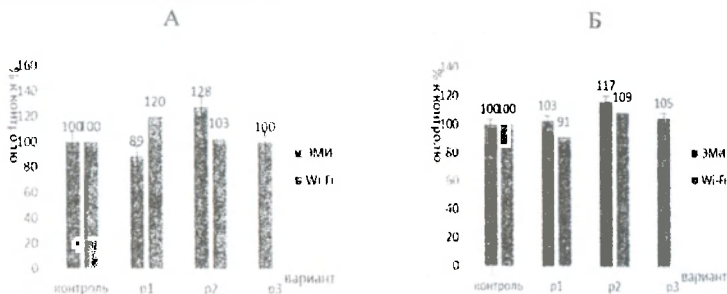 А
% к контролю
160
140
120
100
80
60
40
20
0
100 100
89
120
128
103
100
контроль р1 р2 р3
вариант
ЭМИ
Wi-Fi
Б
% к контролю
140
120
100
80
60
40
20
0
100 100
103
91
117
109
105
контроль р1 р2 р3
вариант
ЭМИ
Wi-Fi